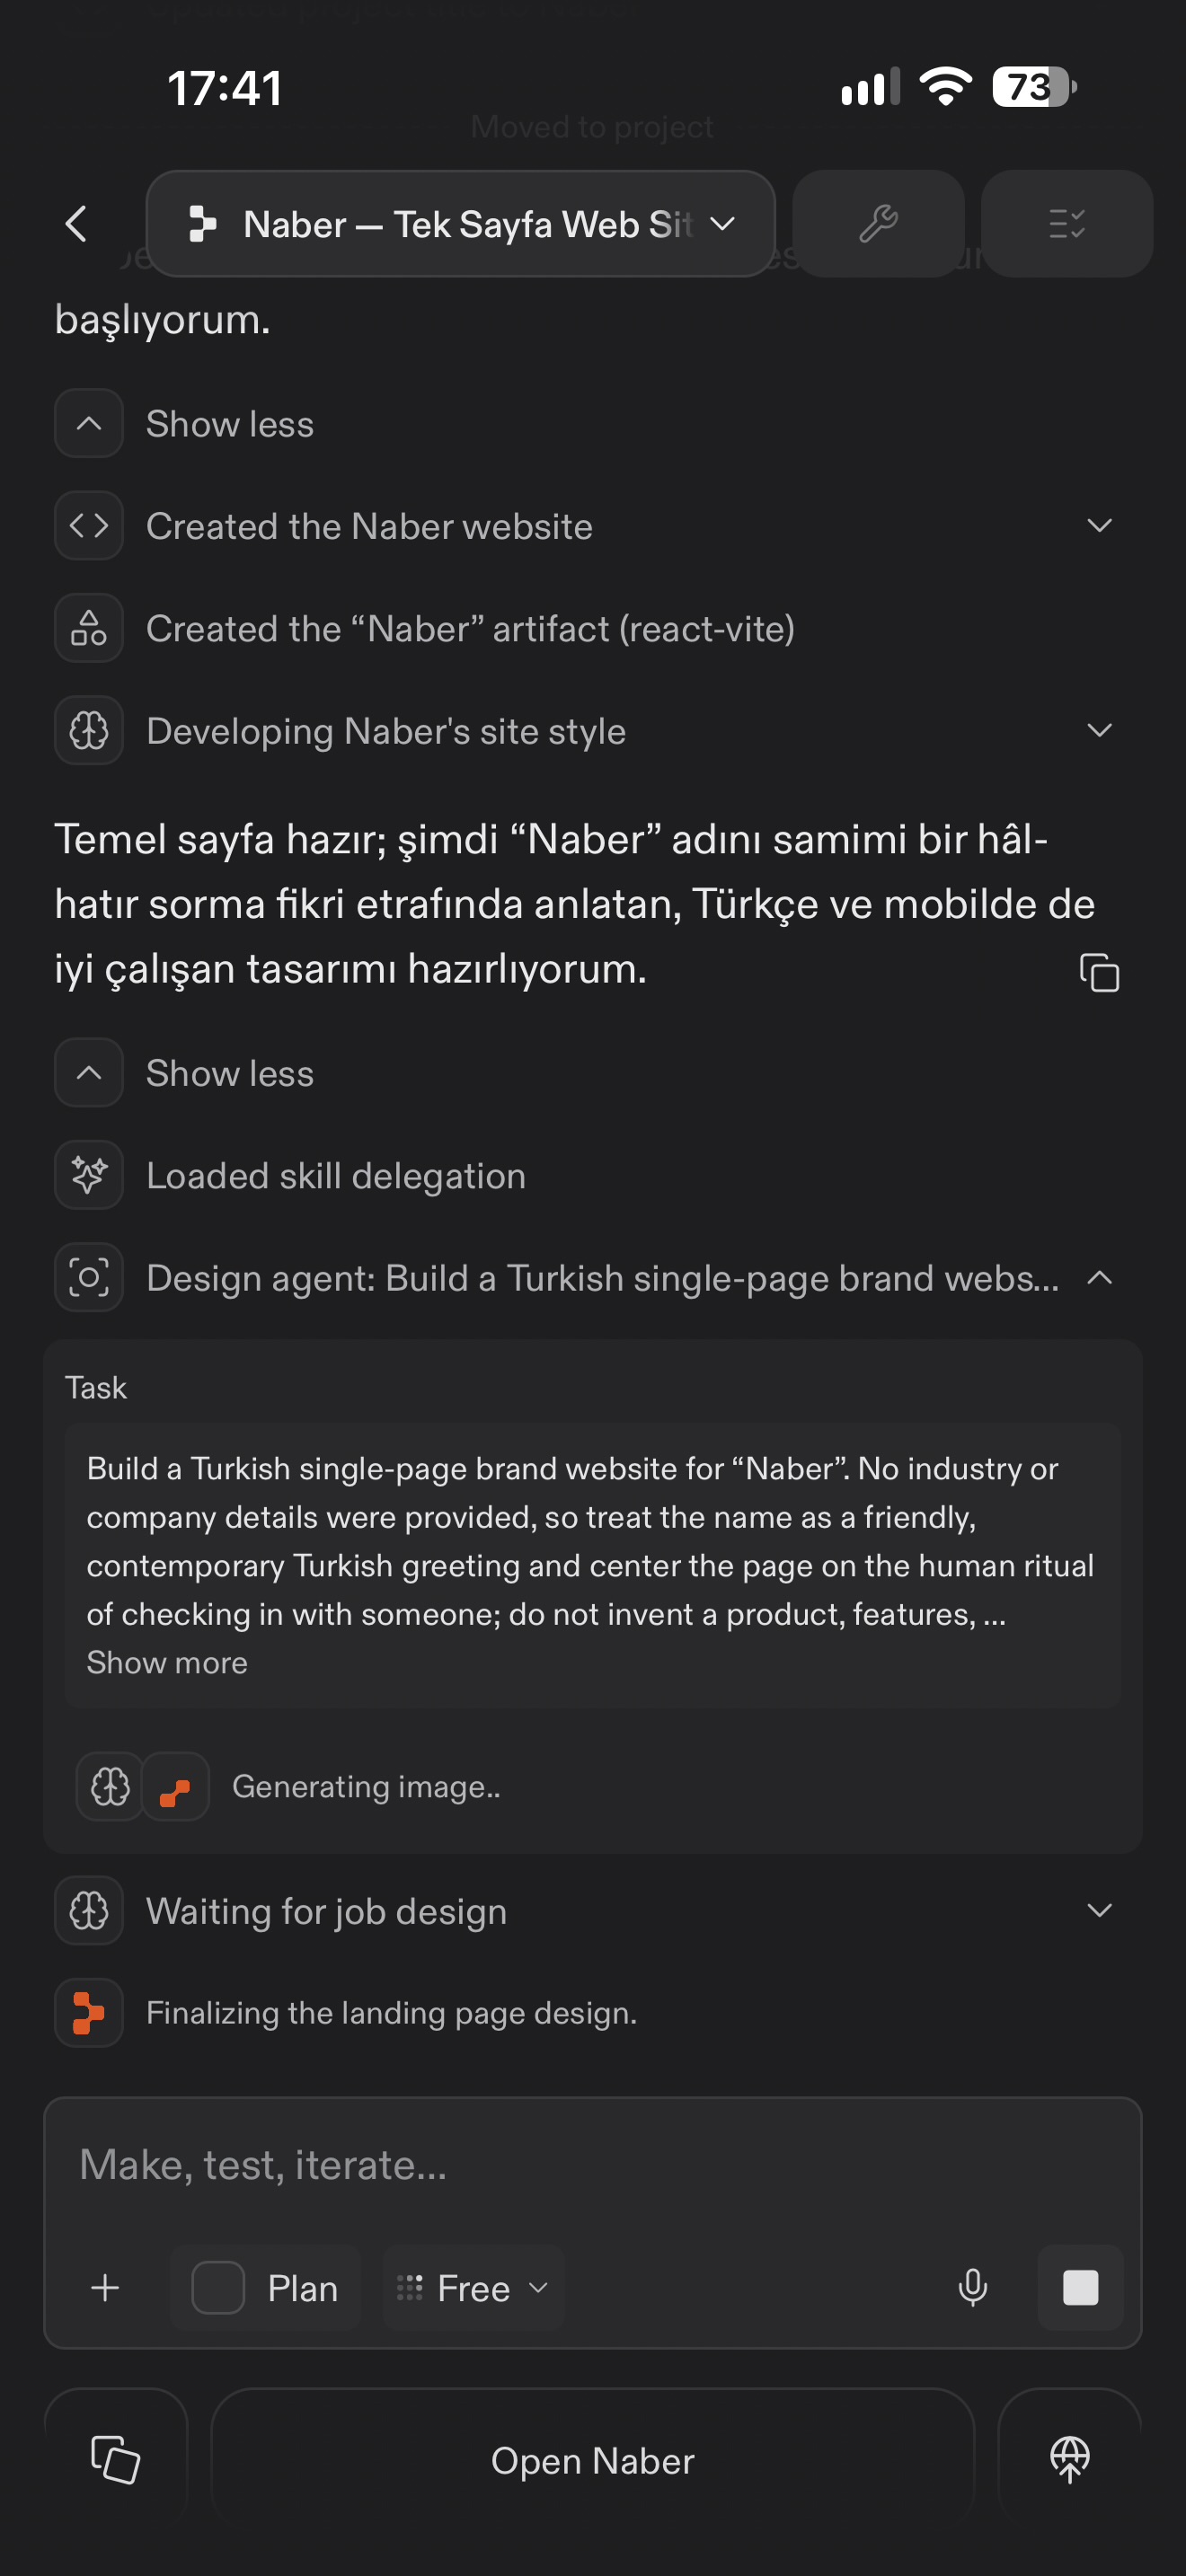 17:41
73
Moved to project
Naber — Tek Sayfa Web Sit
başlıyorum.
Show less
Created the Naber website
Created the “Naber” artifact (react-vite)
Developing Naber's site style
Temel sayfa hazır; şimdi “Naber” adını samimi bir hâl-
hatır sorma fikri etrafında anlatan, Türkçe ve mobilde de
iyi çalışan tasarımı hazırlıyorum.
Show less
Loaded skill delegation
Design agent: Build a Turkish single-page brand webs...
Task
Build a Turkish single-page brand website for “Naber”. No industry or
company details were provided, so treat the name as a friendly,
contemporary Turkish greeting and center the page on the human ritual
of checking in with someone; do not invent a product, features, ...
Show more
Generating image..
Waiting for job design
Finalizing the landing page design.
Make, test, iterate...
Plan
Free
Open Naber